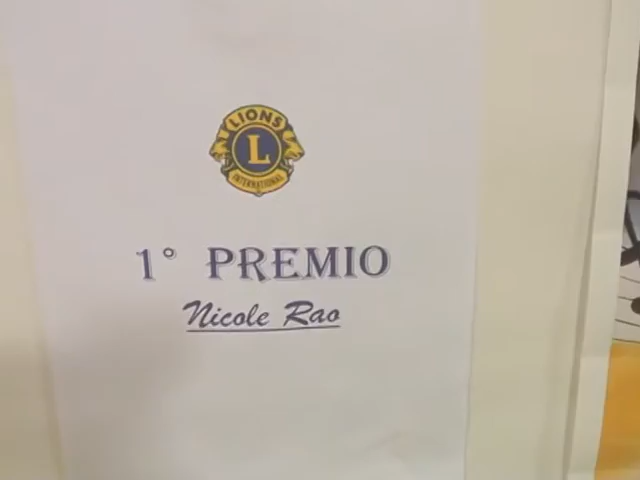 LIONS
L
INTERNATIONAL
1° PREMIO
Nicole Rao